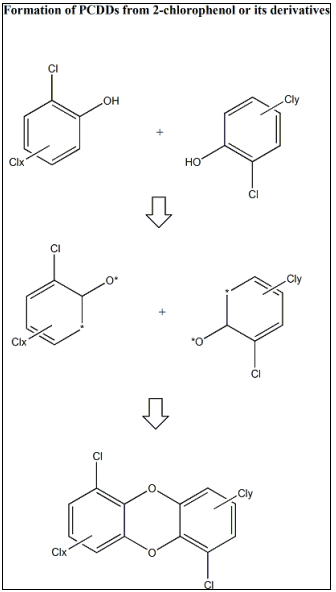 Formation of PCDDs from 2-chlorophenol or its derivatives
Cl
OH
Cly
+
Clx
HO
Cl
Cl
O*
Cly
*
+
*
Clx
*O
Cl
Cl
O
Cly
Clx
O
Cl